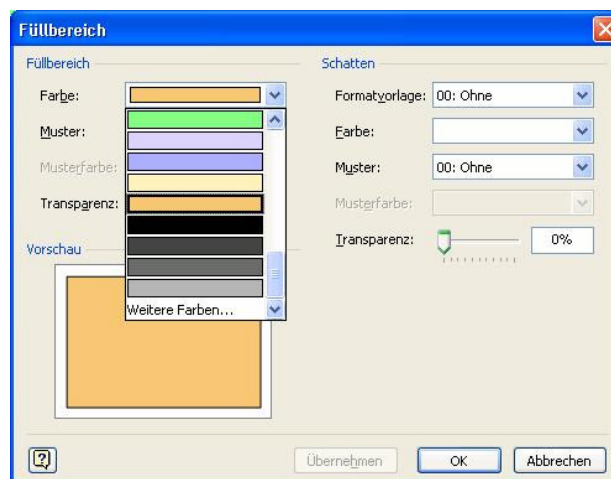 Füllbereich
Füllbereich
Farbe:
Muster:
Musterfarbe:
Transparenz:
Weitere Farben...
Vorschau
Schatten
Formatvorlage: 00: Ohne
Farbe:
Muster: 00: Ohne
Musterfarbe:
Transparenz: 0%
Übernehmen OK Abbrechen